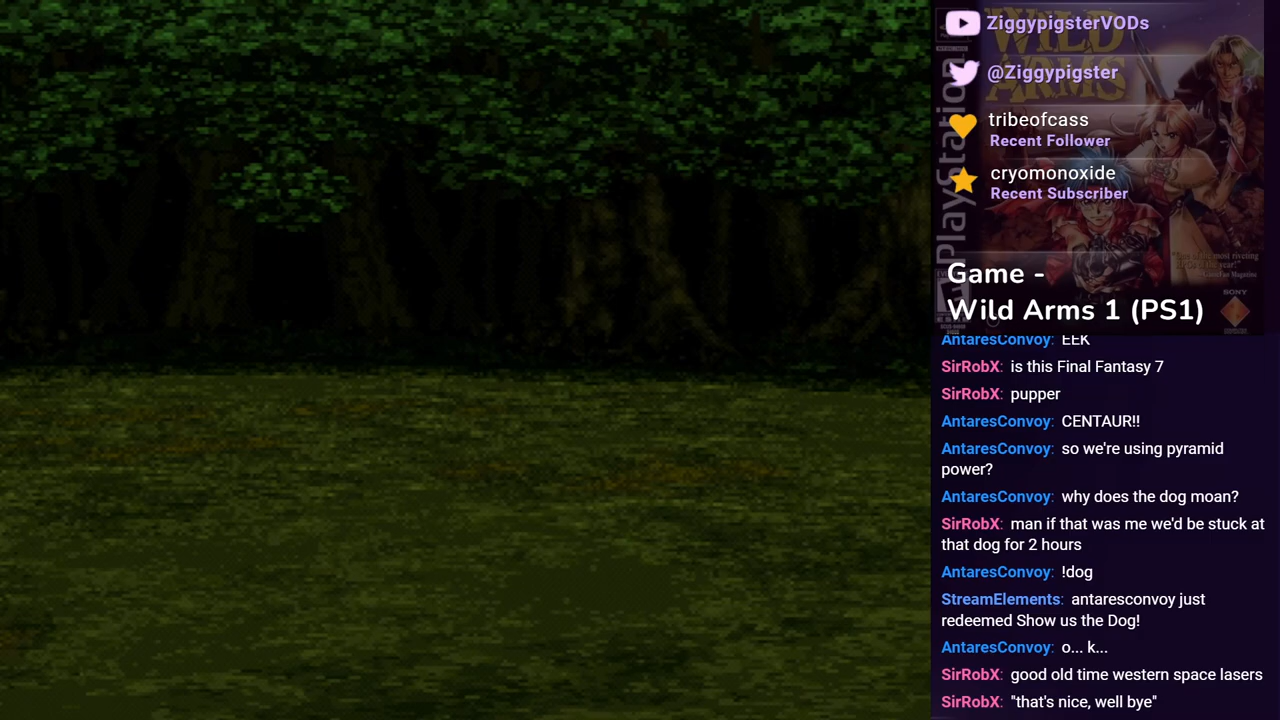 ZiggypigsterVODs
@Ziggypigster
tribeofcass
Recent Follower
cryomonoxide
Recent Subscriber
WILD
ARMS
PlayStation
Game -
Wild Arms 1 (PS1)
SONY
AntaresConvoy: EEK
SirRobX: is this Final Fantasy 7
SirRobX: pupper
AntaresConvoy: CENTAUR!!
AntaresConvoy: so we're using pyramid
power?
AntaresConvoy: why does the dog moan?
SirRobX: man if that was me we'd be stuck at
that dog for 2 hours
AntaresConvoy: !dog
StreamElements: antaresconvoy just
redeemed Show us the Dog!
AntaresConvoy: o... k...
SirRobX: good old time western space lasers
SirRobX: "that's nice, well bye"